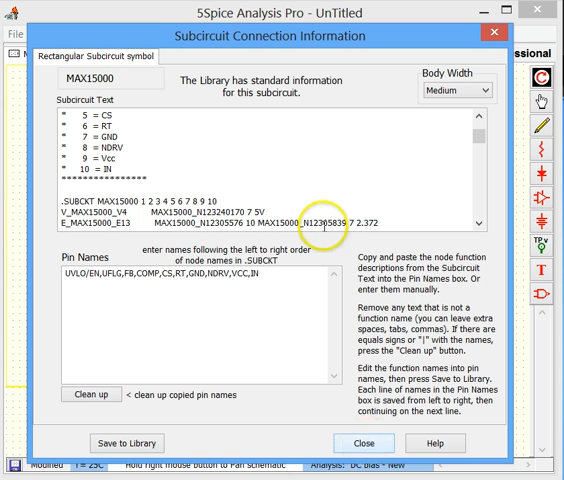 5Spice Analysis Pro - UnTitled
File
Subcircuit Connection Information
Rectangular Subcircuit symbol
MAX15000
The Library has standard information
for this subcircuit.
Body Width
Medium
Subcircuit Text
* 5 = CS
* 6 = RT
* 7 = GND
* 8 = NDRV
* 9 = Vcc
* 10 = IN
****************
.SUBCKT MAX15000 1 2 3 4 5 6 7 8 9 10
V_MAX15000_V4 MAX15000_N123240170 7 5V
E_MAX15000_E13 MAX15000_N12305576 10 MAX15000_N12305839 7 2.372
Pin Names
enter names following the left to right order
of node names in .SUBCKT
UVLO/EN,UFLG,FB,COMP,CS,RT,GND,NDRV,VCC,IN
Copy and paste the node function
descriptions from the Subcircuit
Text into the Pin Names box. Or
enter them manually.
Remove any text that is not a
function name (you can leave extra
spaces, tabs, commas). If there are
equals signs or "|" with the names,
press the "Clean up" button.
Edit the function names into pin
names, then press Save to Library.
Each line of names in the Pin Names
box is saved from left to right, then
continuing on the next line.
Clean up
< clean up copied pin names
Save to Library
Close
Help
essional
TP
V
T
Modified
T = 25C
Hold right mouse button to Pan schematic
Analysis: DC bias - New